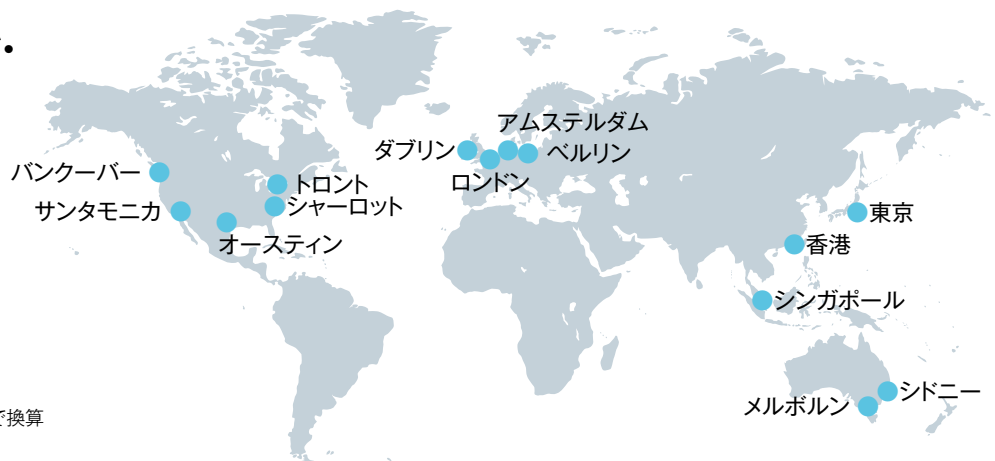 アムステルダム
ダブリン
ベルリン
ロンドン
バンクーバー
トロント
サンタモニカ
シャーロット
オースティン
東京
香港
シンガポール
シドニー
メルボルン
で換算